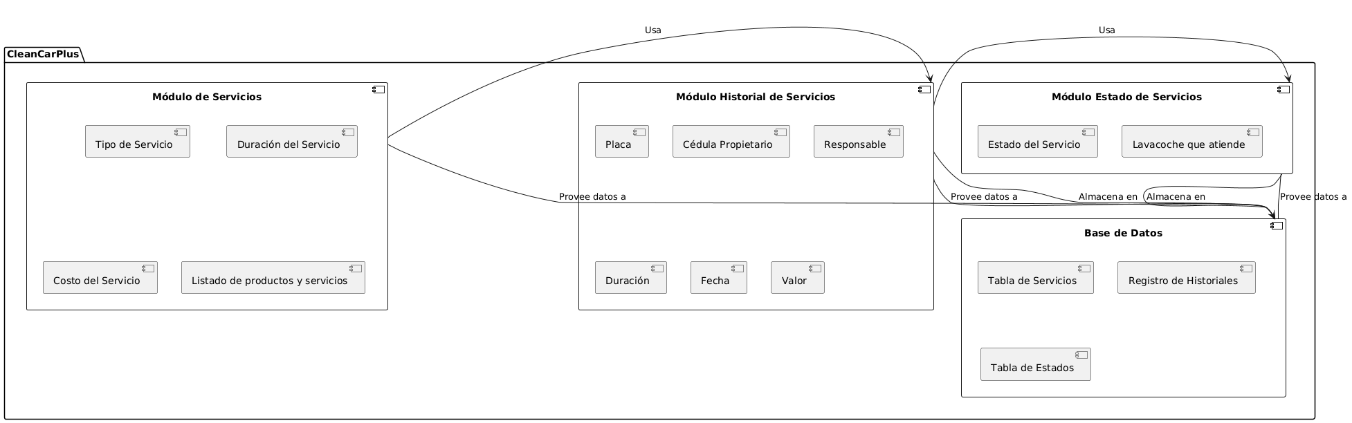 Usa
Usa
CleanCarPlus
Módulo de Servicios
Tipo de Servicio
Duración del Servicio
Costo del Servicio
Listado de productos y servicios
Módulo Historial de Servicios
Placa
Cédula Propietario
Responsable
Duración
Fecha
Valor
Módulo Estado de Servicios
Estado del Servicio
Lavacoche que atiende
Provee datos a
Provee datos a
Almacena en
Almacena en
Provee datos a
Base de Datos
Tabla de Servicios
Registro de Historiales
Tabla de Estados